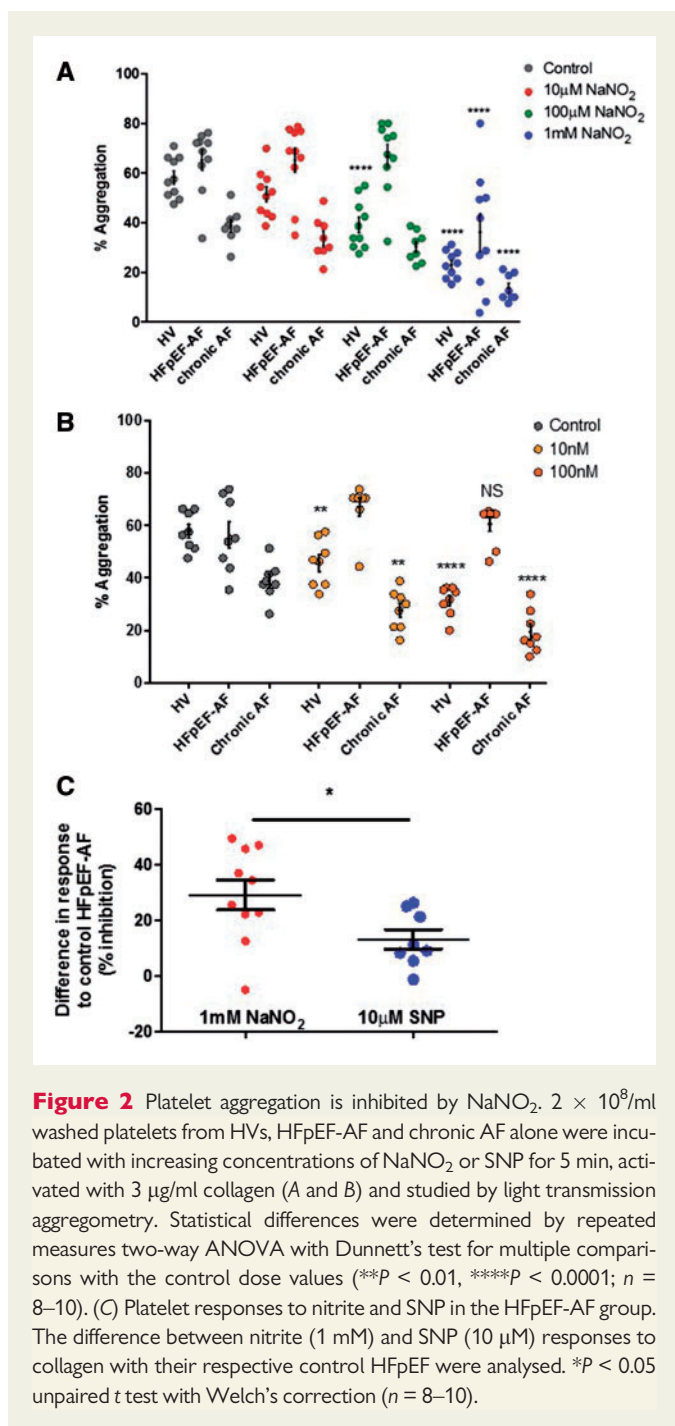 A
100
80
60
40
20
0
% Aggregation
Control
10µM NaNO2
100µM NaNO2
1mM NaNO2
****
****
****
****
HV
HFpEF-AF
chronic AF
HV
HFpEF-AF
chronic AF
HV
HFpEF-AF
chronic AF
HV
HFpEF-AF
chronic AF
B
100
80
60
40
20
0
% Aggregation
Control
10nM
100nM
**
**
****
NS
****
HV
HFpEF-AF
Chronic AF
HV
HFpEF-AF
Chronic AF
HV
HFpEF-AF
Chronic AF
C
60
40
20
0
-20
Difference in response
to control HFpEF-AF
(% inhibition)
*
1mM NaNO2 10µM SNP
Figure 2 Platelet aggregation is inhibited by NaNO2. 2 × 10⁸/ml
washed platelets from HVs, HFpEF-AF and chronic AF alone were incu-
bated with increasing concentrations of NaNO2 or SNP for 5 min, acti-
vated with 3 µg/ml collagen (A and B) and studied by light transmission
aggregometry. Statistical differences were determined by repeated
measures two-way ANOVA with Dunnett's test for multiple compari-
sons with the control dose values (**P < 0.01, ****P < 0.0001; n =
8–10). (C) Platelet responses to nitrite and SNP in the HFpEF-AF group.
The difference between nitrite (1 mM) and SNP (10 µM) responses to
collagen with their respective control HFpEF were analysed. *P < 0.05
unpaired t test with Welch's correction (n = 8–10).